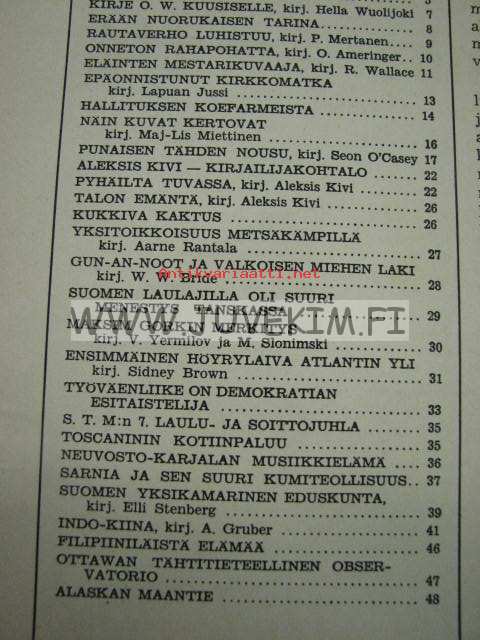 KIRJE O. W. KUUSISELLE, kirj. Hella Wuolijoki 7
ERÄÄN NUORUKAISEN TARINA 8
RAUTAVERHO LUHISTUU, kirj. P. Mertanen 9
ONNETON RAHAPOHATTA, kirj. O. Ameringer 10
ELÄINTEN MESTARIKUVAAJA, kirj. R. Wallace 11
EPÄONNISTUNUT KIRKKOMATKA
kirj. Lapuan Jussi 13
HALLITUKSEN KOEFARMEISTA 14
NÄIN KUVAT KERTOVAT
kirj. Maj-Lis Miettinen 16
PUNAISEN TÄHDEN NOUSU, kirj. Seon O'Casey 17
ALEKSIS KIVI — KIRJAILIJAKOHTALO 22
PYHÄILTA TUVASSA, kirj. Aleksis Kivi 22
TALON EMÄNTÄ, kirj. Aleksis Kivi 26
KUKKIVA KAKTUS 26
YKSITOIKKOISUUS METSÄKÄMPILLÄ
kirj. Aarne Rantala 27
GUN-AN-NOOT JA VALKOISEN MIEHEN LAKI
kirj. W. W. Bride 28
antikvariaatti.net
SUOMEN LAULAJILLA OLI SUURI
MENESTYS TANSKASSA 29
WWW.JUVEKIM.FI
MAKSIM GORKIN MERKITYS
kirj. V. Yermilov ja M. Slonimski 30
ENSIMMÄINEN HÖYRYLAIVA ATLANTIN YLI
kirj. Sidney Brown 31
TYÖVÄENLIIKE ON DEMOKRATIAN
ESITAISTELIJA 33
S. T. M:n 7. LAULU- JA SOITTOJUHLA 35
TOSCANININ KOTIINPALUU 35
NEUVOSTO-KARJALAN MUSIIKKIELÄMÄ 36
SARNIA JA SEN SUURI KUMITEOLLISUUS 37
SUOMEN YKSIKAMARINEN EDUSKUNTA,
kirj. Elli Stenberg 39
INDO-KIINA, kirj. A. Gruber 41
FILIPIINILÄISTÄ ELÄMÄÄ 46
OTTAWAN TÄHTITIETEELLINEN OBSER-
VATORIO 47
ALASKAN MAANTIE 48